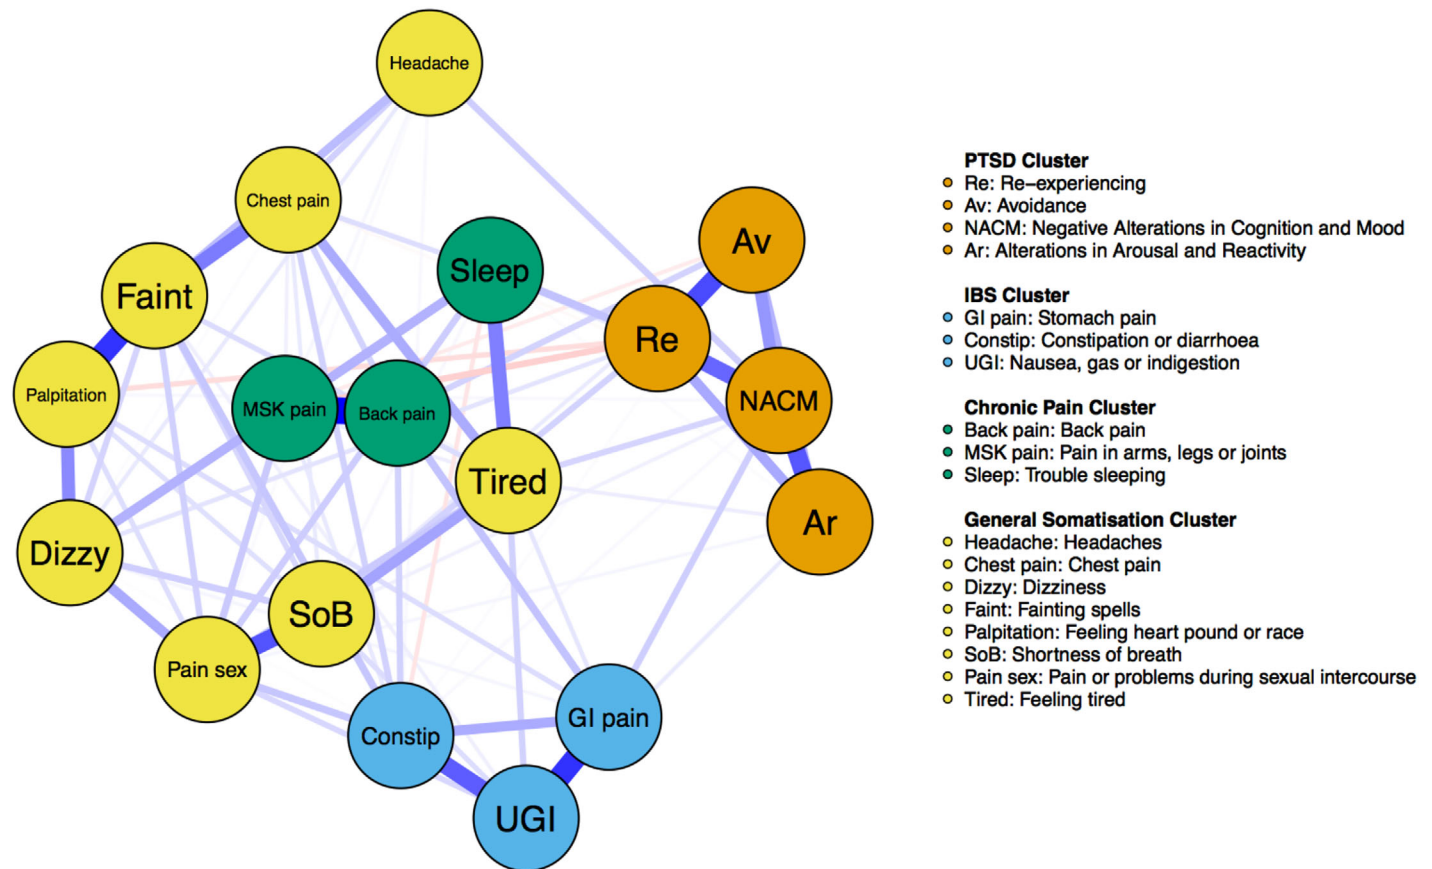 Headache
Chest pain
Sleep
Av
Faint
Re
Palpitation
MSK pain
Back pain
NACM
Tired
Ar
Dizzy
SoB
Pain sex
GI pain
Constip
UGI
PTSD Cluster
Re: Re−experiencing
Av: Avoidance
NACM: Negative Alterations in Cognition and Mood
Ar: Alterations in Arousal and Reactivity
IBS Cluster
GI pain: Stomach pain
Constip: Constipation or diarrhoea
UGI: Nausea, gas or indigestion
Chronic Pain Cluster
Back pain: Back pain
MSK pain: Pain in arms, legs or joints
Sleep: Trouble sleeping
General Somatisation Cluster
Headache: Headaches
Chest pain: Chest pain
Dizzy: Dizziness
Faint: Fainting spells
Palpitation: Feeling heart pound or race
SoB: Shortness of breath
Pain sex: Pain or problems during sexual intercourse
Tired: Feeling tired